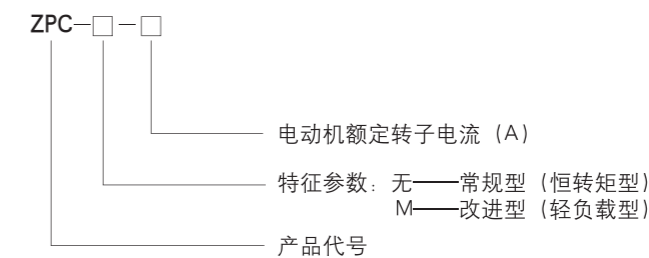 ZPC－□－□
电动机额定转子电流（A）
特征参数：无——常规型（恒转矩型）
M——改进型（轻负载型）
产品代号